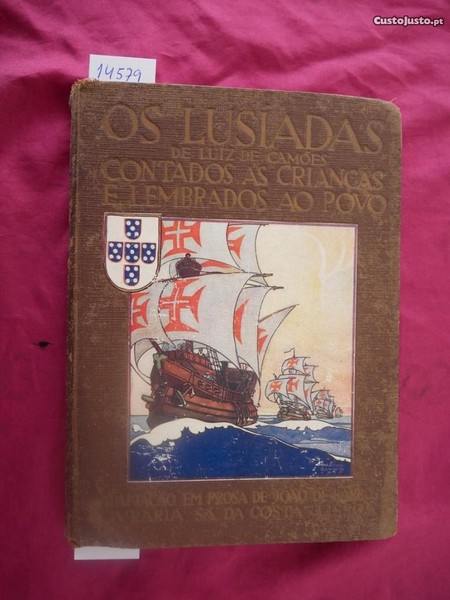 CustoJusto.pt
14579
OS LUSIADAS
DE LUIZ DE CAMÕES
CONTADOS ÁS CRIANÇAS
E LEMBRADOS AO POVO
ADAPTAÇÃO EM PROSA DE JOÃO DE
LIVRARIA SÁ DA COSTA LISBOA